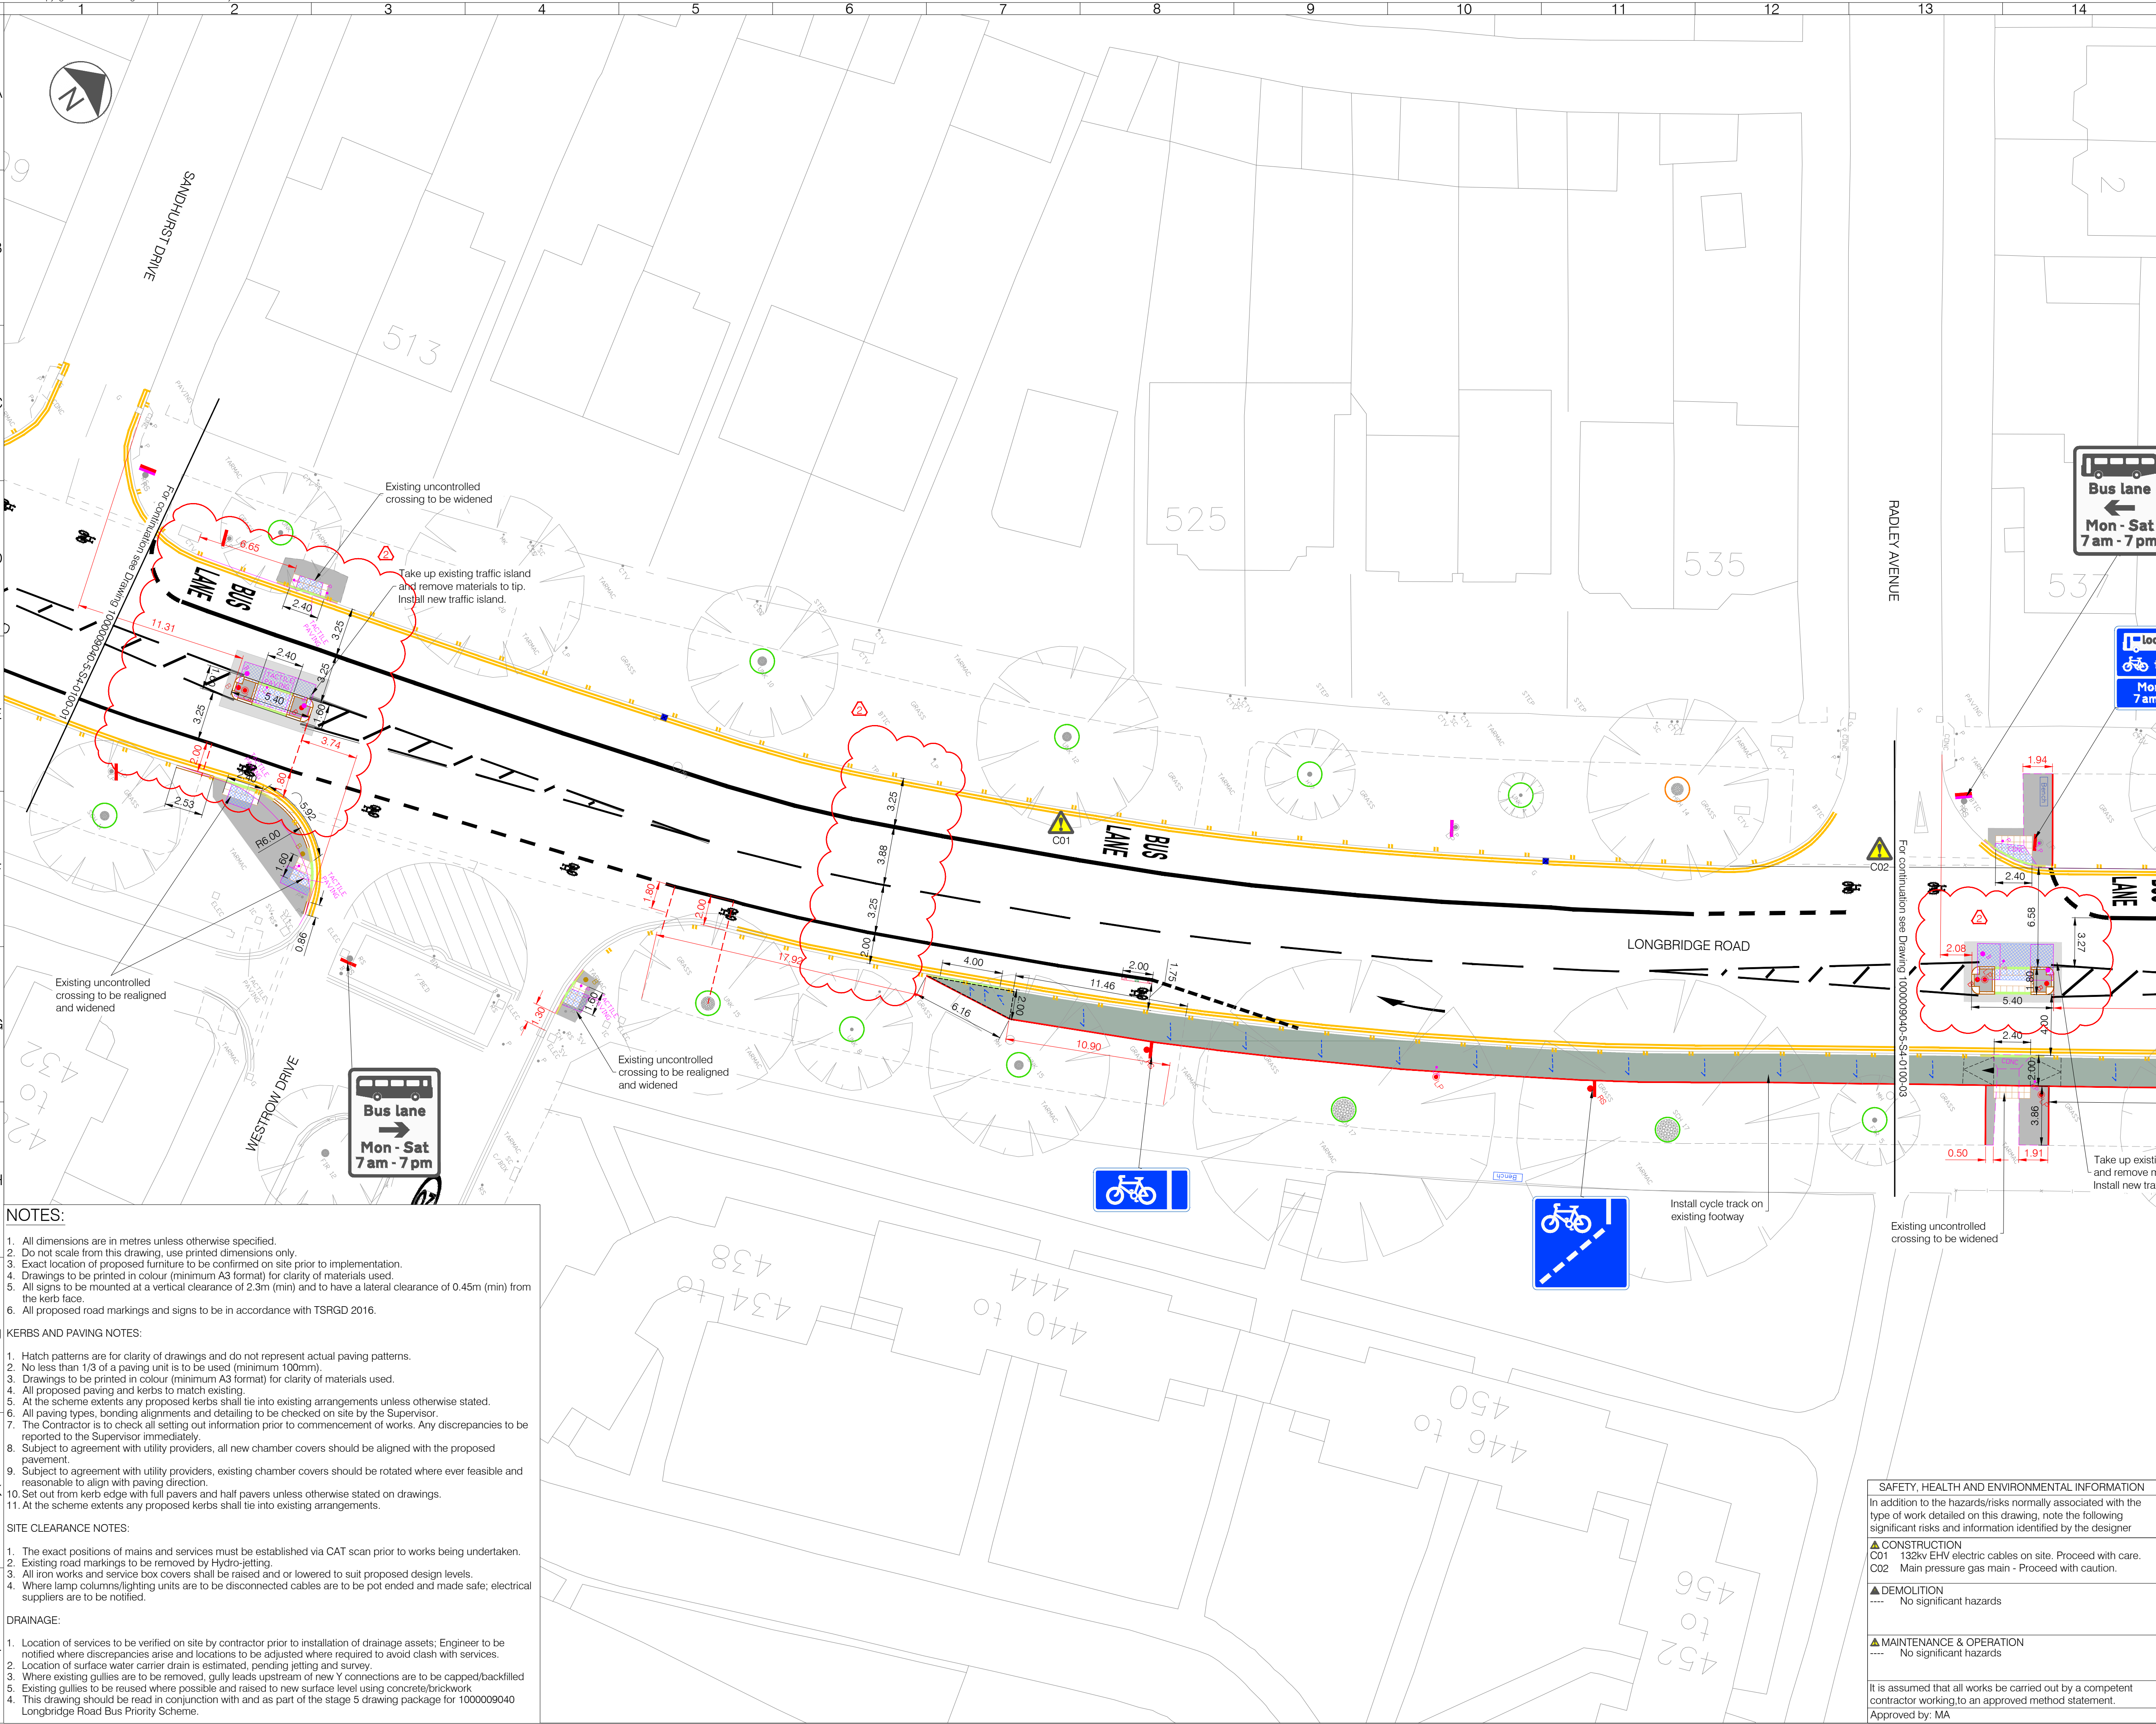 1 2 3 4 5 6 7 8 9 10 11 12 13 14
N
SANDHURST DRIVE
513
525
535
537
2
RADLEY AVENUE
Bus lane
Mon - Sat
7 am - 7 pm
Existing uncontrolled
crossing to be widened
Take up existing traffic island
and remove materials to tip.
Install new traffic island.
For continuation see Drawing 1000009040-5-S4-0100-01
BUS
LANE
6.65
2.40
TACTILE
PAVING
3.25
11.31
2.40
3.25
TACTILE
PAVING
5.40
1.60
3.25
3.74
2.00
2.53
5.92
R6.00
1.60
TACTILE
PAVING
0.86
2
2
3.25
3.88
3.25
2.00
1.80
2.00
17.92
4.00
2.00
6.16
11.46
2.00
1.75
10.90
C01
BUS
LANE
C02
LONGBRIDGE ROAD
For continuation see Drawing 1000009040-5-S4-0100-03
1.94
Bench
2.40
2
6.58
3.27
2.08
1.80
5.40
2.40
4.00
2.00
3.86
0.50
1.91
LANE
Existing uncontrolled
crossing to be realigned
and widened
1.30
1.60
Existing uncontrolled
crossing to be realigned
and widened
WESTROW DRIVE
Bus lane
Mon - Sat
7 am - 7 pm
Bench
Install cycle track on
existing footway
Existing uncontrolled
crossing to be widened
434
to
438
440
to
444
446
to
450
452
to
456
NOTES:
1. All dimensions are in metres unless otherwise specified.
2. Do not scale from this drawing, use printed dimensions only.
3. Exact location of proposed furniture to be confirmed on site prior to implementation.
4. Drawings to be printed in colour (minimum A3 format) for clarity of materials used.
5. All signs to be mounted at a vertical clearance of 2.3m (min) and to have a lateral clearance of 0.45m (min) from
the kerb face.
6. All proposed road markings and signs to be in accordance with TSRGD 2016.
KERBS AND PAVING NOTES:
1. Hatch patterns are for clarity of drawings and do not represent actual paving patterns.
2. No less than 1/3 of a paving unit is to be used (minimum 100mm).
3. Drawings to be printed in colour (minimum A3 format) for clarity of materials used.
4. All proposed paving and kerbs to match existing.
5. At the scheme extents any proposed kerbs shall tie into existing arrangements unless otherwise stated.
6. All paving types, bonding alignments and detailing to be checked on site by the Supervisor.
7. The Contractor is to check all setting out information prior to commencement of works. Any discrepancies to be
reported to the Supervisor immediately.
8. Subject to agreement with utility providers, all new chamber covers should be aligned with the proposed
pavement.
9. Subject to agreement with utility providers, existing chamber covers should be rotated where ever feasible and
reasonable to align with paving direction.
10. Set out from kerb edge with full pavers and half pavers unless otherwise stated on drawings.
11. At the scheme extents any proposed kerbs shall tie into existing arrangements.
SITE CLEARANCE NOTES:
1. The exact positions of mains and services must be established via CAT scan prior to works being undertaken.
2. Existing road markings to be removed by Hydro-jetting.
3. All iron works and service box covers shall be raised and or lowered to suit proposed design levels.
4. Where lamp columns/lighting units are to be disconnected cables are to be pot ended and made safe; electrical
suppliers are to be notified.
DRAINAGE:
1. Location of services to be verified on site by contractor prior to installation of drainage assets; Engineer to be
notified where discrepancies arise and locations to be adjusted where required to avoid clash with services.
2. Location of surface water carrier drain is estimated, pending jetting and survey.
3. Where existing gullies are to be removed, gully leads upstream of new Y connections are to be capped/backfilled
5. Existing gullies to be reused where possible and raised to new surface level using concrete/brickwork
4. This drawing should be read in conjunction with and as part of the stage 5 drawing package for 1000009040
Longbridge Road Bus Priority Scheme.
SAFETY, HEALTH AND ENVIRONMENTAL INFORMATION
In addition to the hazards/risks normally associated with the
type of work detailed on this drawing, note the following
significant risks and information identified by the designer
CONSTRUCTION
C01 132kv EHV electric cables on site. Proceed with care.
C02 Main pressure gas main - Proceed with caution.
DEMOLITION
---- No significant hazards
MAINTENANCE & OPERATION
---- No significant hazards
It is assumed that all works be carried out by a competent
contractor working,to an approved method statement.
Approved by: MA